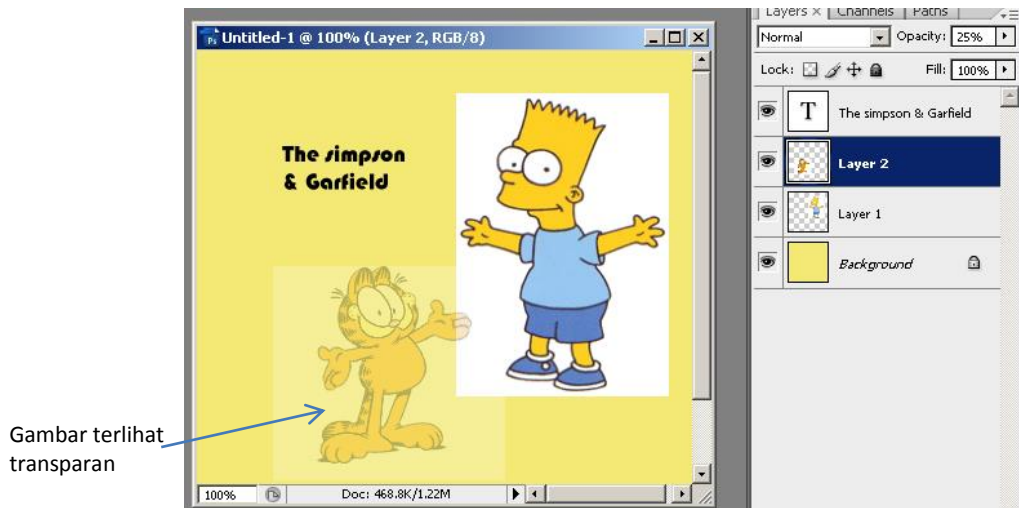 Layers × Channels Paths
Untitled-1 @ 100% (Layer 2, RGB/8)
Normal Opacity: 25%
Lock: Fill: 100%
T The simpson & Garfield
Layer 2
Layer 1
Background
The simpson
& Garfield
Gambar terlihat
transparan
100% Doc: 468.8K/1.22M